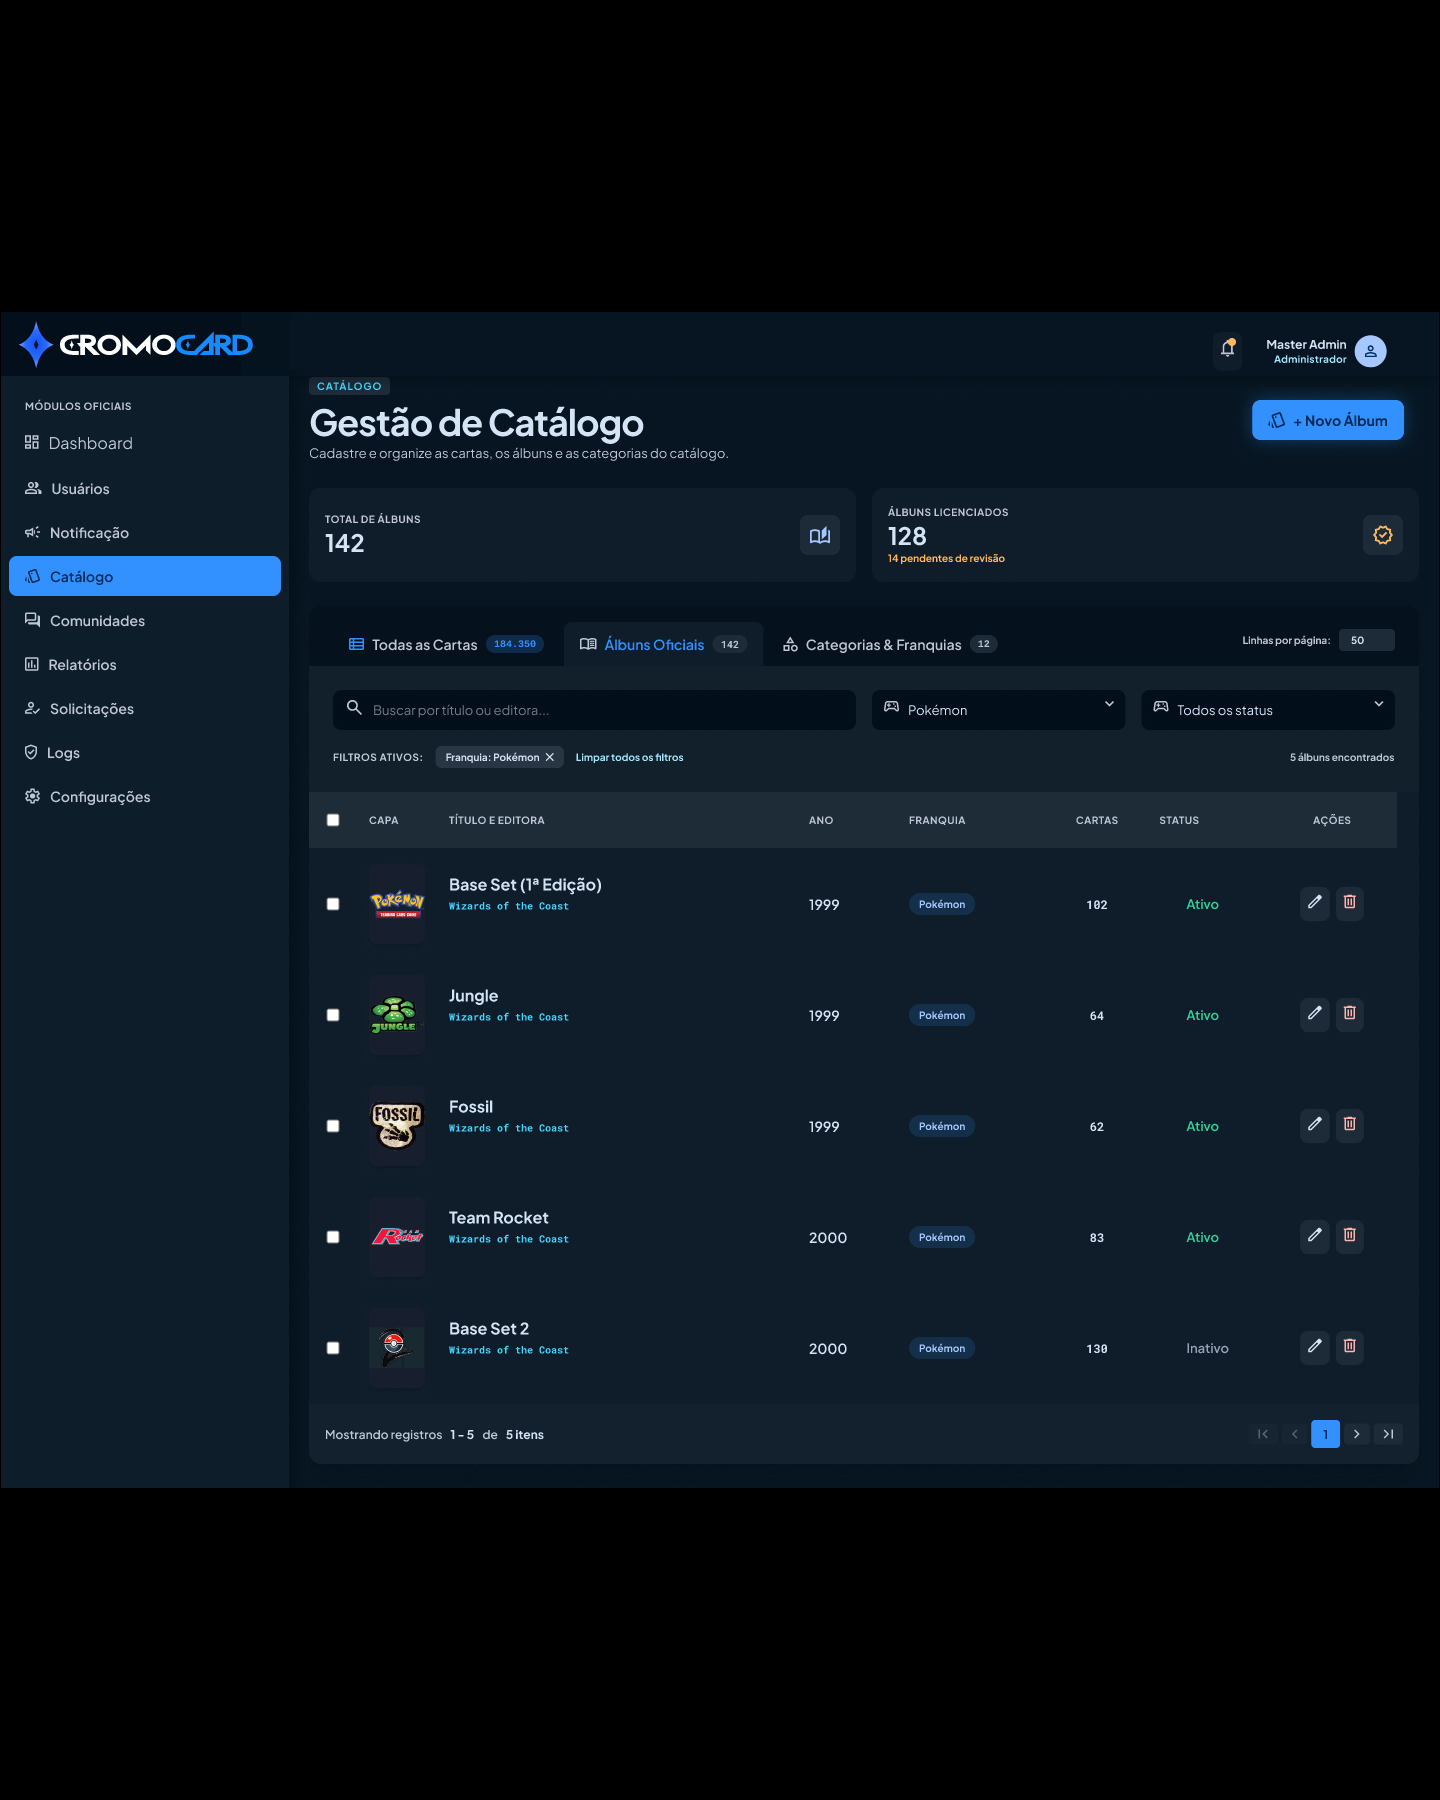 CROMOCARD
Master Admin
Administrador
MÓDULOS OFICIAIS
Dashboard
Usuários
Notificação
Catálogo
Comunidades
Relatórios
Solicitações
Logs
Configurações
CATÁLOGO
Gestão de Catálogo
Cadastre e organize as cartas, os álbuns e as categorias do catálogo.
+ Novo Álbum
TOTAL DE ÁLBUNS
142
ÁLBUNS LICENCIADOS
128
14 pendentes de revisão
Todas as Cartas 184.350 Álbuns Oficiais 142 Categorias & Franquias 12 Linhas por página: 50
Buscar por título ou editora... Pokémon Todos os status
FILTROS ATIVOS: Franquia: Pokémon Limpar todos os filtros 5 álbuns encontrados
CAPA TÍTULO E EDITORA ANO FRANQUIA CARTAS STATUS AÇÕES
Pokémon
TRADING CARD GAME
Base Set (1ª Edição)
Wizards of the Coast
1999 Pokémon 102 Ativo
JUNGLE
Jungle
Wizards of the Coast
1999 Pokémon 64 Ativo
FOSSIL
Fossil
Wizards of the Coast
1999 Pokémon 62 Ativo
Rocket
Team Rocket
Wizards of the Coast
2000 Pokémon 83 Ativo
Base Set 2
Wizards of the Coast
2000 Pokémon 130 Inativo
Mostrando registros 1 - 5 de 5 itens 1